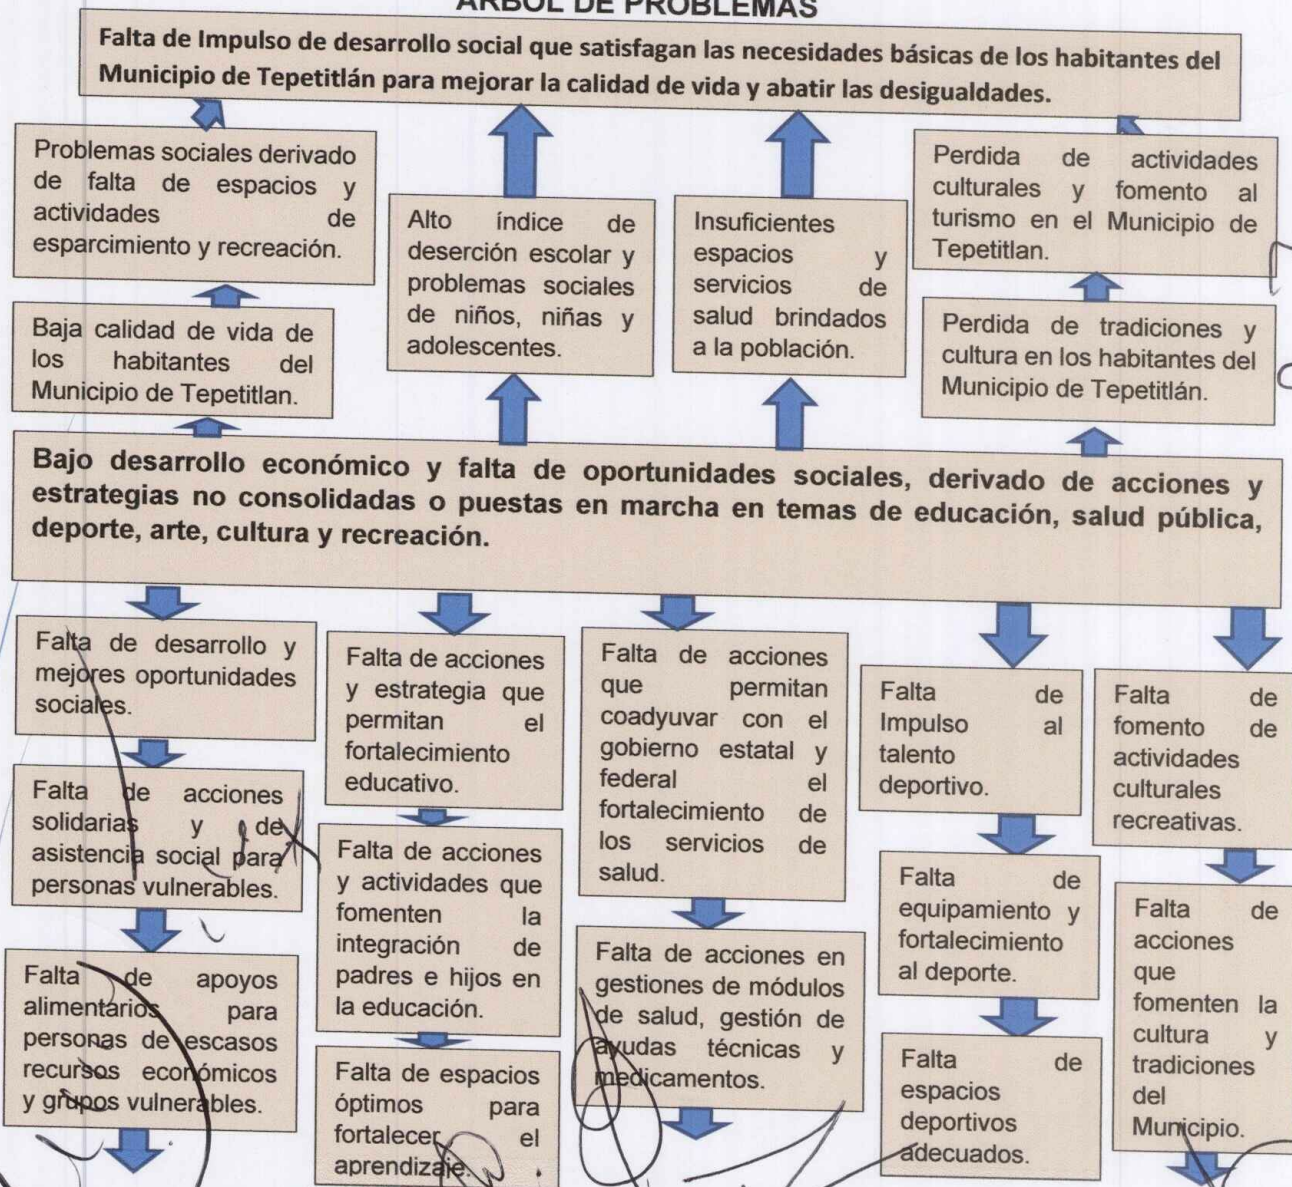 ÁRBOL DE PROBLEMAS
Falta de Impulso de desarrollo social que satisfagan las necesidades básicas de los habitantes del
Municipio de Tepetitlán para mejorar la calidad de vida y abatir las desigualdades.
Problemas sociales derivado
de falta de espacios y
actividades de
esparcimiento y recreación.
Alto índice de
deserción escolar y
problemas sociales
de niños, niñas y
adolescentes.
Insuficientes
espacios y
servicios de
salud brindados
a la población.
Perdida de actividades
culturales y fomento al
turismo en el Municipio de
Tepetitlan.
Baja calidad de vida de
los habitantes del
Municipio de Tepetitlan.
Perdida de tradiciones y
cultura en los habitantes del
Municipio de Tepetitlán.
Bajo desarrollo económico y falta de oportunidades sociales, derivado de acciones y
estrategias no consolidadas o puestas en marcha en temas de educación, salud pública,
deporte, arte, cultura y recreación.
Falta de desarrollo y
mejores oportunidades
sociales.
Falta de acciones
solidarias y de
asistencia social para
personas vulnerables.
Falta de apoyos
alimentarios para
personas de escasos
recursos económicos
y grupos vulnerables.
Falta de acciones
y estrategia que
permitan el
fortalecimiento
educativo.
Falta de acciones
y actividades que
fomenten la
integración de
padres e hijos en
la educación.
Falta de espacios
óptimos para
fortalecer el
aprendizaje.
Falta de acciones
que permitan
coadyuvar con el
gobierno estatal y
federal el
fortalecimiento de
los servicios de
salud.
Falta de acciones en
gestiones de módulos
de salud, gestión de
ayudas técnicas y
medicamentos.
Falta de
Impulso al
talento
deportivo.
Falta de
equipamiento y
fortalecimiento
al deporte.
Falta de
espacios
deportivos
adecuados.
Falta de
fomento de
actividades
culturales
recreativas.
Falta de
acciones
que
fomenten la
cultura y
tradiciones
del
Municipio.